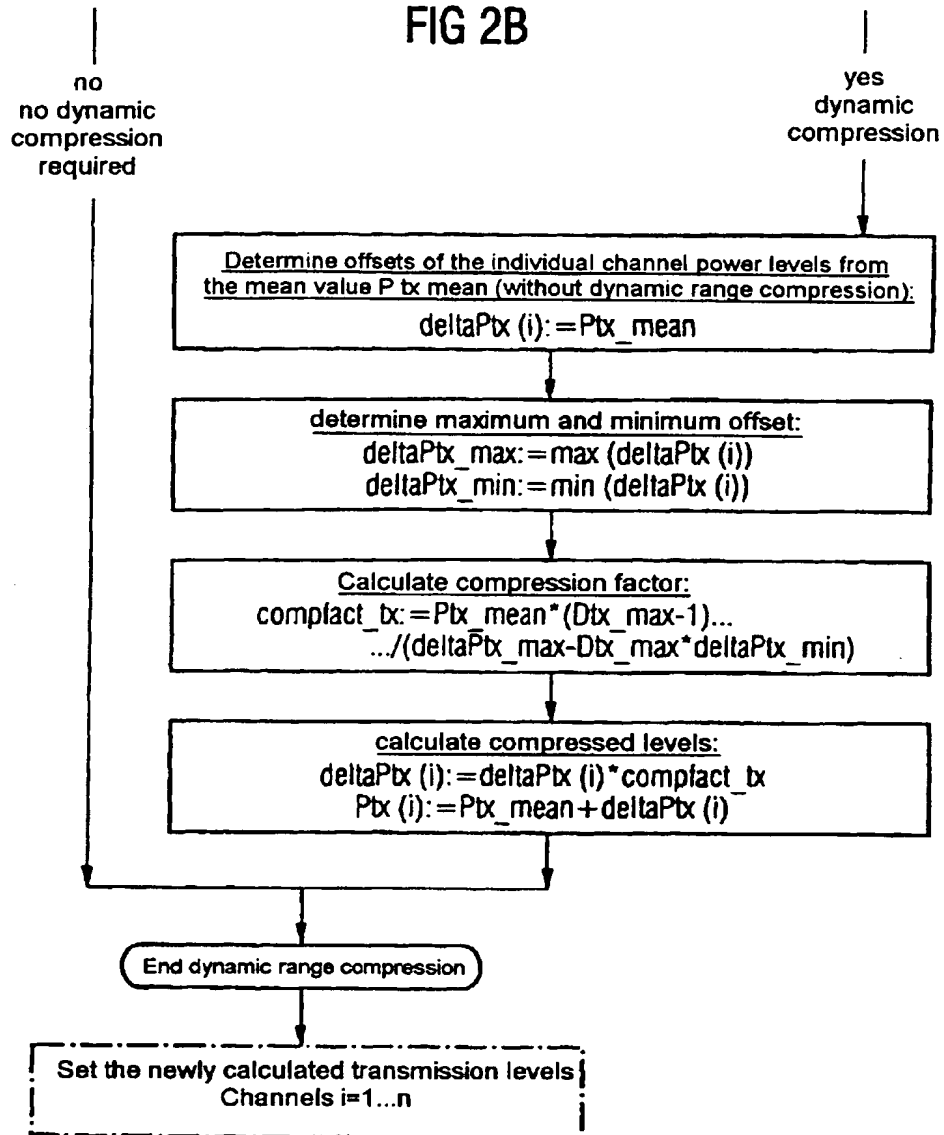 FIG 2B
no
no dynamic
compression
required
yes
dynamic
compression
Determine offsets of the individual channel power levels from
the mean value P tx mean (without dynamic range compression):
deltaPtx (i):=Ptx_mean
determine maximum and minimum offset:
deltaPtx_max:=max (deltaPtx (i))
deltaPtx_min:=min (deltaPtx (i))
Calculate compression factor:
compfact_tx:=Ptx_mean*(Dtx_max-1)...
.../(deltaPtx_max-Dtx_max*deltaPtx_min)
calculate compressed levels:
deltaPtx (i):=deltaPtx (i)*compfact_tx
Ptx (i):=Ptx_mean+deltaPtx (i)
End dynamic range compression
Set the newly calculated transmission levels
Channels i=1...n